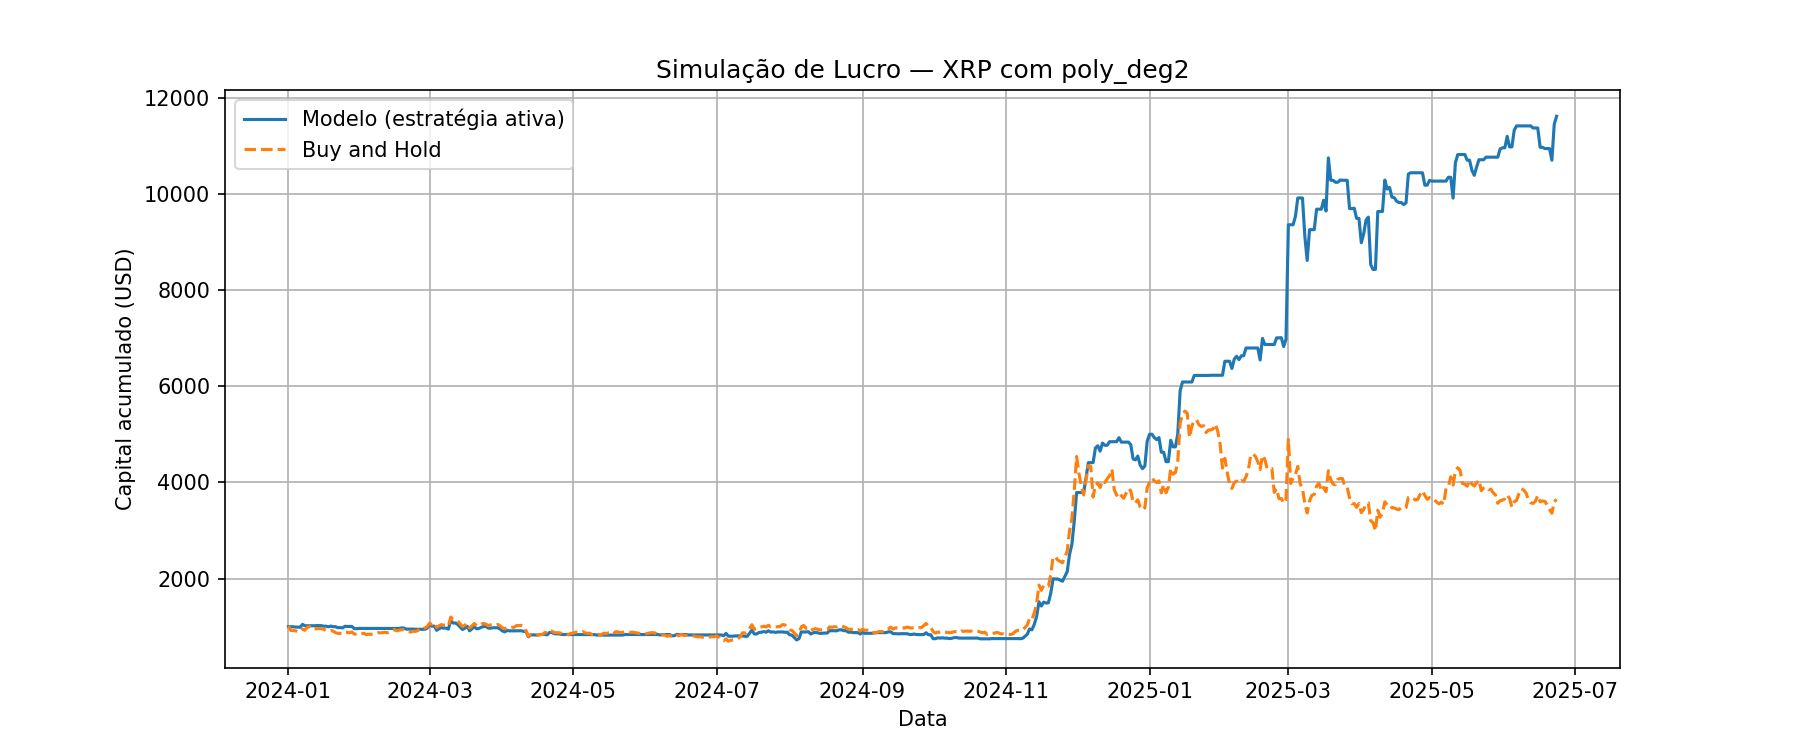 Simulação de Lucro — XRP com poly_deg2
Modelo (estratégia ativa)
Buy and Hold
Capital acumulado (USD)
12000
10000
8000
6000
4000
2000
2024-01 2024-03 2024-05 2024-07 2024-09 2024-11 2025-01 2025-03 2025-05 2025-07
Data